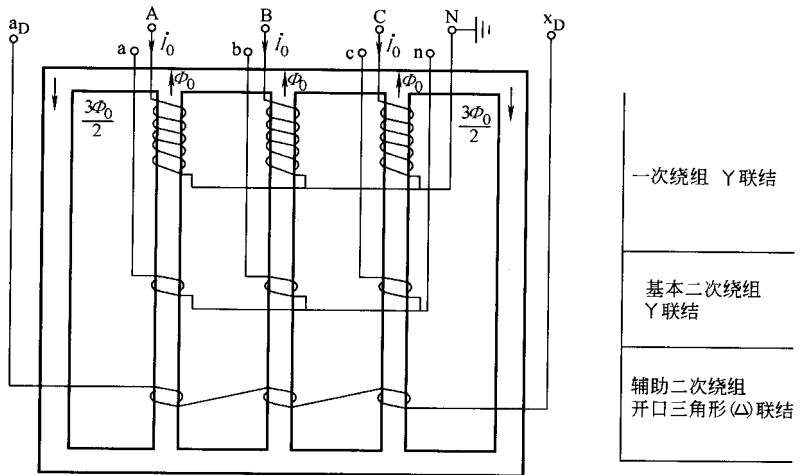 A B C N
a_D x_D
i̇₀ i̇₀ i̇₀
a b c n
Φ₀ Φ₀ Φ₀
3Φ₀/2 3Φ₀/2
一次绕组 Y联结
基本二次绕组
Y联结
辅助二次绕组
开口三角形(△)联结